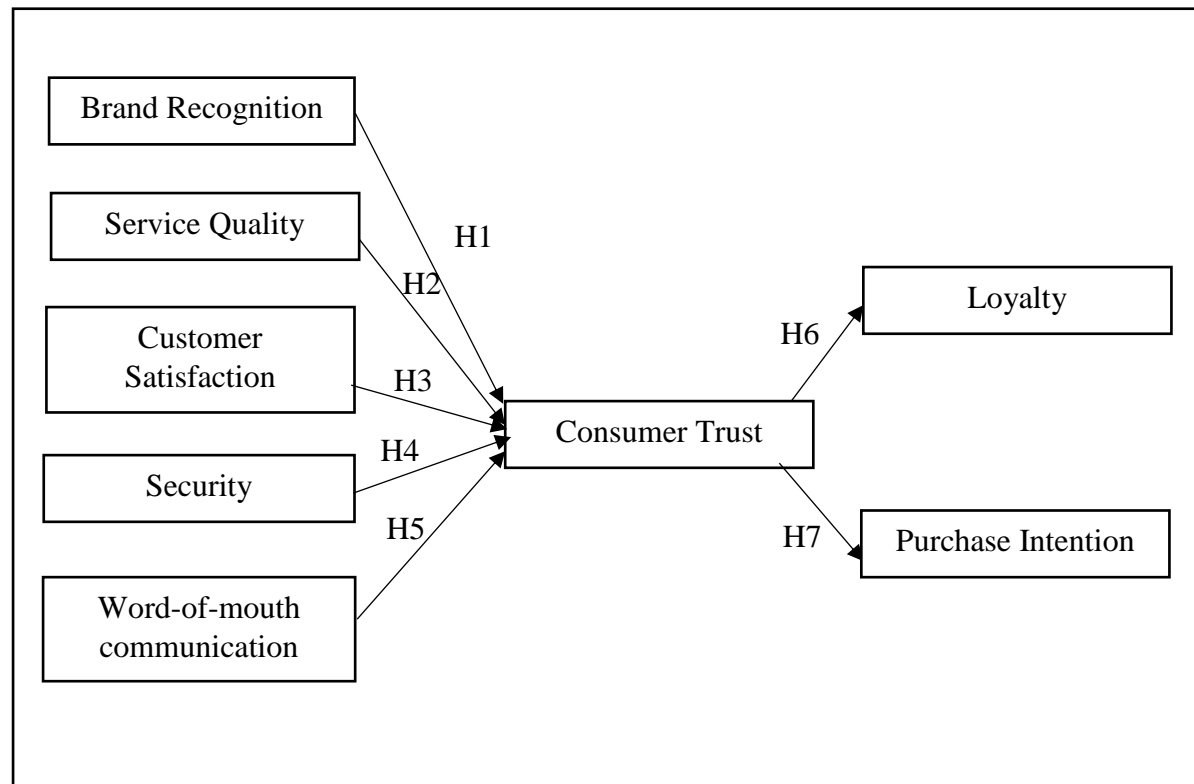 Brand Recognition
Service Quality
H1
H2
Customer
Satisfaction
H3
Security
H4
Word-of-mouth
communication
H5
Consumer Trust
H6
Loyalty
H7
Purchase Intention